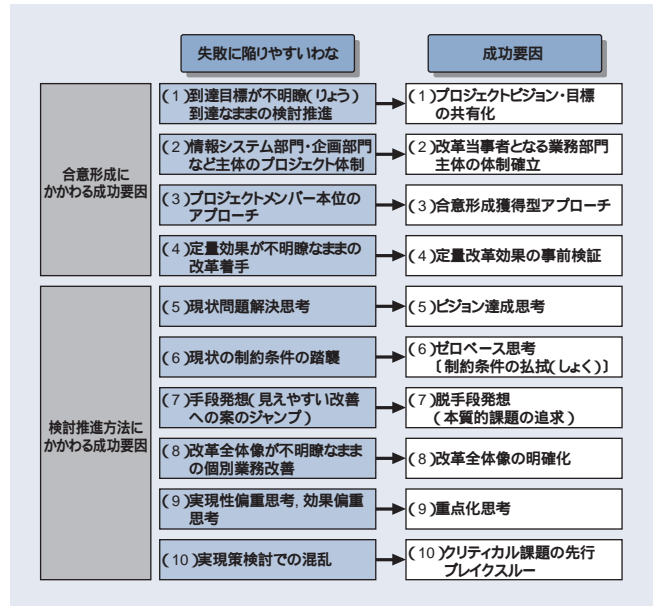 失敗に陥りやすいわな
成功要因
合意形成に
かかわる成功要因
(1)到達目標が不明瞭(りょう)
到達なままの検討推進
(1)プロジェクトビジョン・目標
の共有化
(2)情報システム部門・企画部門
など主体のプロジェクト体制
(2)改革当事者となる業務部門
主体の体制確立
(3)プロジェクトメンバー本位の
アプローチ
(3)合意形成獲得型アプローチ
(4)定量効果が不明瞭なままの
改革着手
(4)定量改革効果の事前検証
検討推進方法に
かかわる成功要因
(5)現状問題解決思考
(5)ビジョン達成思考
(6)現状の制約条件の踏襲
(6)ゼロベース思考
〔制約条件の払拭(しょく)〕
(7)手段発想(見えやすい改善
への案のジャンプ)
(7)脱手段発想
(本質的課題の追求)
(8)改革全体像が不明瞭なまま
の個別業務改善
(8)改革全体像の明確化
(9)実現性偏重思考,効果偏重
思考
(9)重点化思考
(10)実現策検討での混乱
(10)クリティカル課題の先行
ブレイクスルー